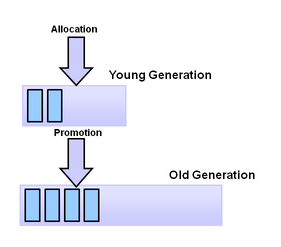 Allocation
Young Generation
Promotion
Old Generation